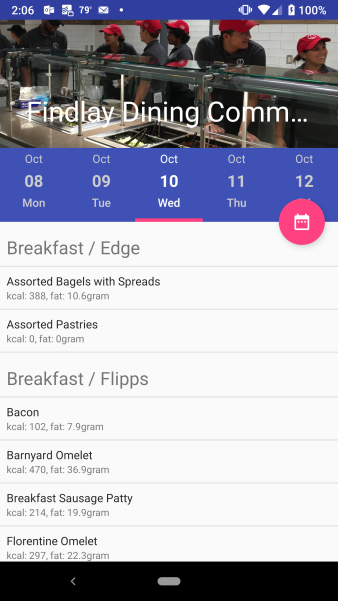 2:06 79° 100%
Findlay Dining Comm...
Oct Oct Oct Oct Oct
08 09 10 11 12
Mon Tue Wed Thu
Breakfast / Edge
Assorted Bagels with Spreads
kcal: 388, fat: 10.6gram
Assorted Pastries
kcal: 0, fat: 0gram
Breakfast / Flipps
Bacon
kcal: 102, fat: 7.9gram
Barnyard Omelet
kcal: 470, fat: 36.9gram
Breakfast Sausage Patty
kcal: 214, fat: 19.9gram
Florentine Omelet
kcal: 297, fat: 22.3gram